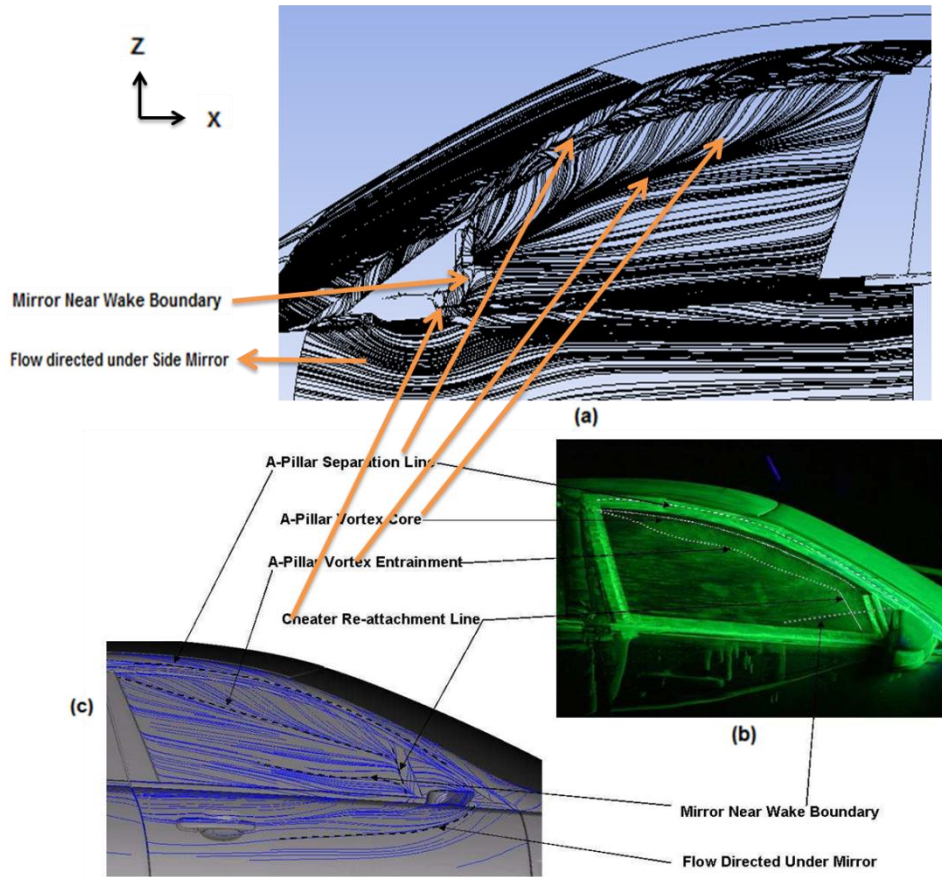 Z
X
Mirror Near Wake Boundary
Flow directed under Side Mirror
(a)
A-Pillar Separation Line
A-Pillar Vortex Core
A-Pillar Vortex Entrainment
Cheater Re-attachment Line
(c)
(b)
Mirror Near Wake Boundary
Flow Directed Under Mirror